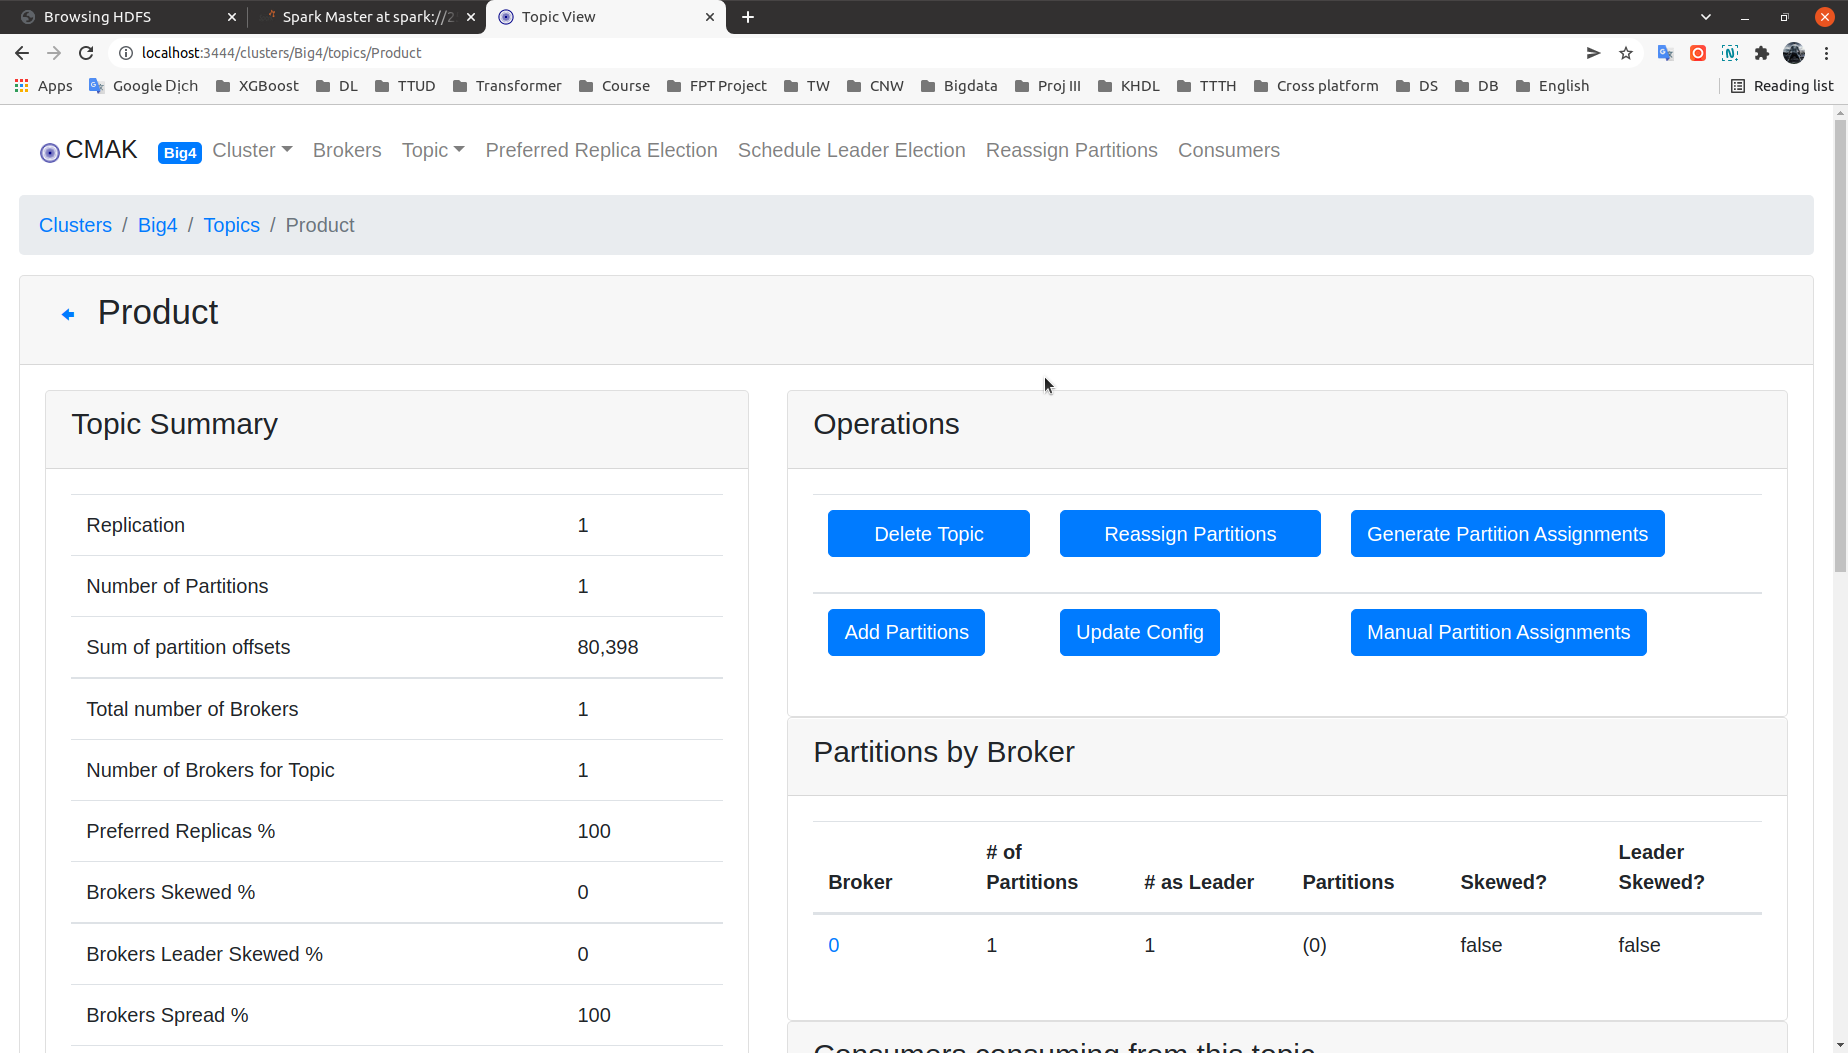 Browsing HDFS
Spark Master at spark://2
Topic View
localhost:3444/clusters/Big4/topics/Product
Apps Google Dịch XGBoost DL TTUD Transformer Course FPT Project TW CNW Bigdata Proj III KHDL TTTH Cross platform DS DB English Reading list
CMAK Big4 Cluster Brokers Topic Preferred Replica Election Schedule Leader Election Reassign Partitions Consumers
Clusters / Big4 / Topics / Product
Product
Topic Summary
Replication 1
Number of Partitions 1
Sum of partition offsets 80,398
Total number of Brokers 1
Number of Brokers for Topic 1
Preferred Replicas % 100
Brokers Skewed % 0
Brokers Leader Skewed % 0
Brokers Spread % 100
Operations
Delete Topic Reassign Partitions Generate Partition Assignments
Add Partitions Update Config Manual Partition Assignments
Partitions by Broker
Broker # of Partitions # as Leader Partitions Skewed? Leader Skewed?
0 1 1 (0) false false
Consumers consuming from this topic